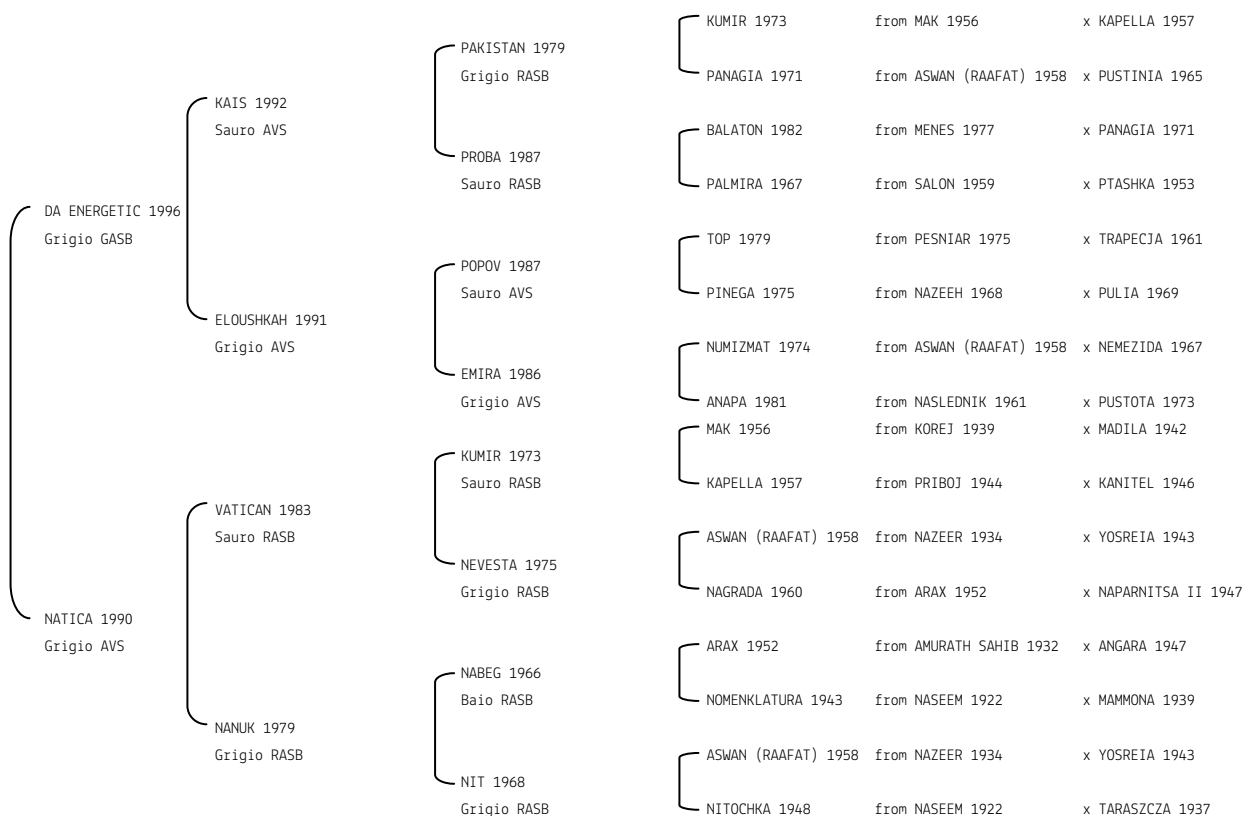 KUMIR 1973 from MAK 1956 x KAPELLA 1957
PAKISTAN 1979
Grigio RASB PANAGIA 1971 from ASWAN (RAAFAT) 1958 x PUSTINIA 1965
KAIS 1992
Sauro AVS BALATON 1982 from MENES 1977 x PANAGIA 1971
PROBA 1987
Sauro RASB PALMIRA 1967 from SALON 1959 x PTASHKA 1953
DA ENERGETIC 1996
Grigio GASB TOP 1979 from PESNIAR 1975 x TRAPECJA 1961
POPOV 1987
Sauro AVS PINEGA 1975 from NAZEEH 1968 x PULIA 1969
ELOUSHKAH 1991
Grigio AVS NUMIZMAT 1974 from ASWAN (RAAFAT) 1958 x NEMEZIDA 1967
EMIRA 1986
Grigio AVS ANAPA 1981 from NASLEDNIK 1961 x PUSTOTA 1973
MAK 1956 from KOREJ 1939 x MADILA 1942
KUMIR 1973
Sauro RASB KAPELLA 1957 from PRIBOJ 1944 x KANITEL 1946
VATICAN 1983
Sauro RASB ASWAN (RAAFAT) 1958 from NAZEER 1934 x YOSREIA 1943
NEVESTA 1975
Grigio RASB NAGRADA 1960 from ARAX 1952 x NAPARNITSA II 1947
NATICA 1990
Grigio AVS ARAX 1952 from AMURATH SAHIB 1932 x ANGARA 1947
NABEG 1966
Baio RASB NOMENKLATURA 1943 from NASEEM 1922 x MAMMONA 1939
NANUK 1979
Grigio RASB ASWAN (RAAFAT) 1958 from NAZEER 1934 x YOSREIA 1943
NIT 1968
Grigio RASB NITOCHKA 1948 from NASEEM 1922 x TARASZCZA 1937